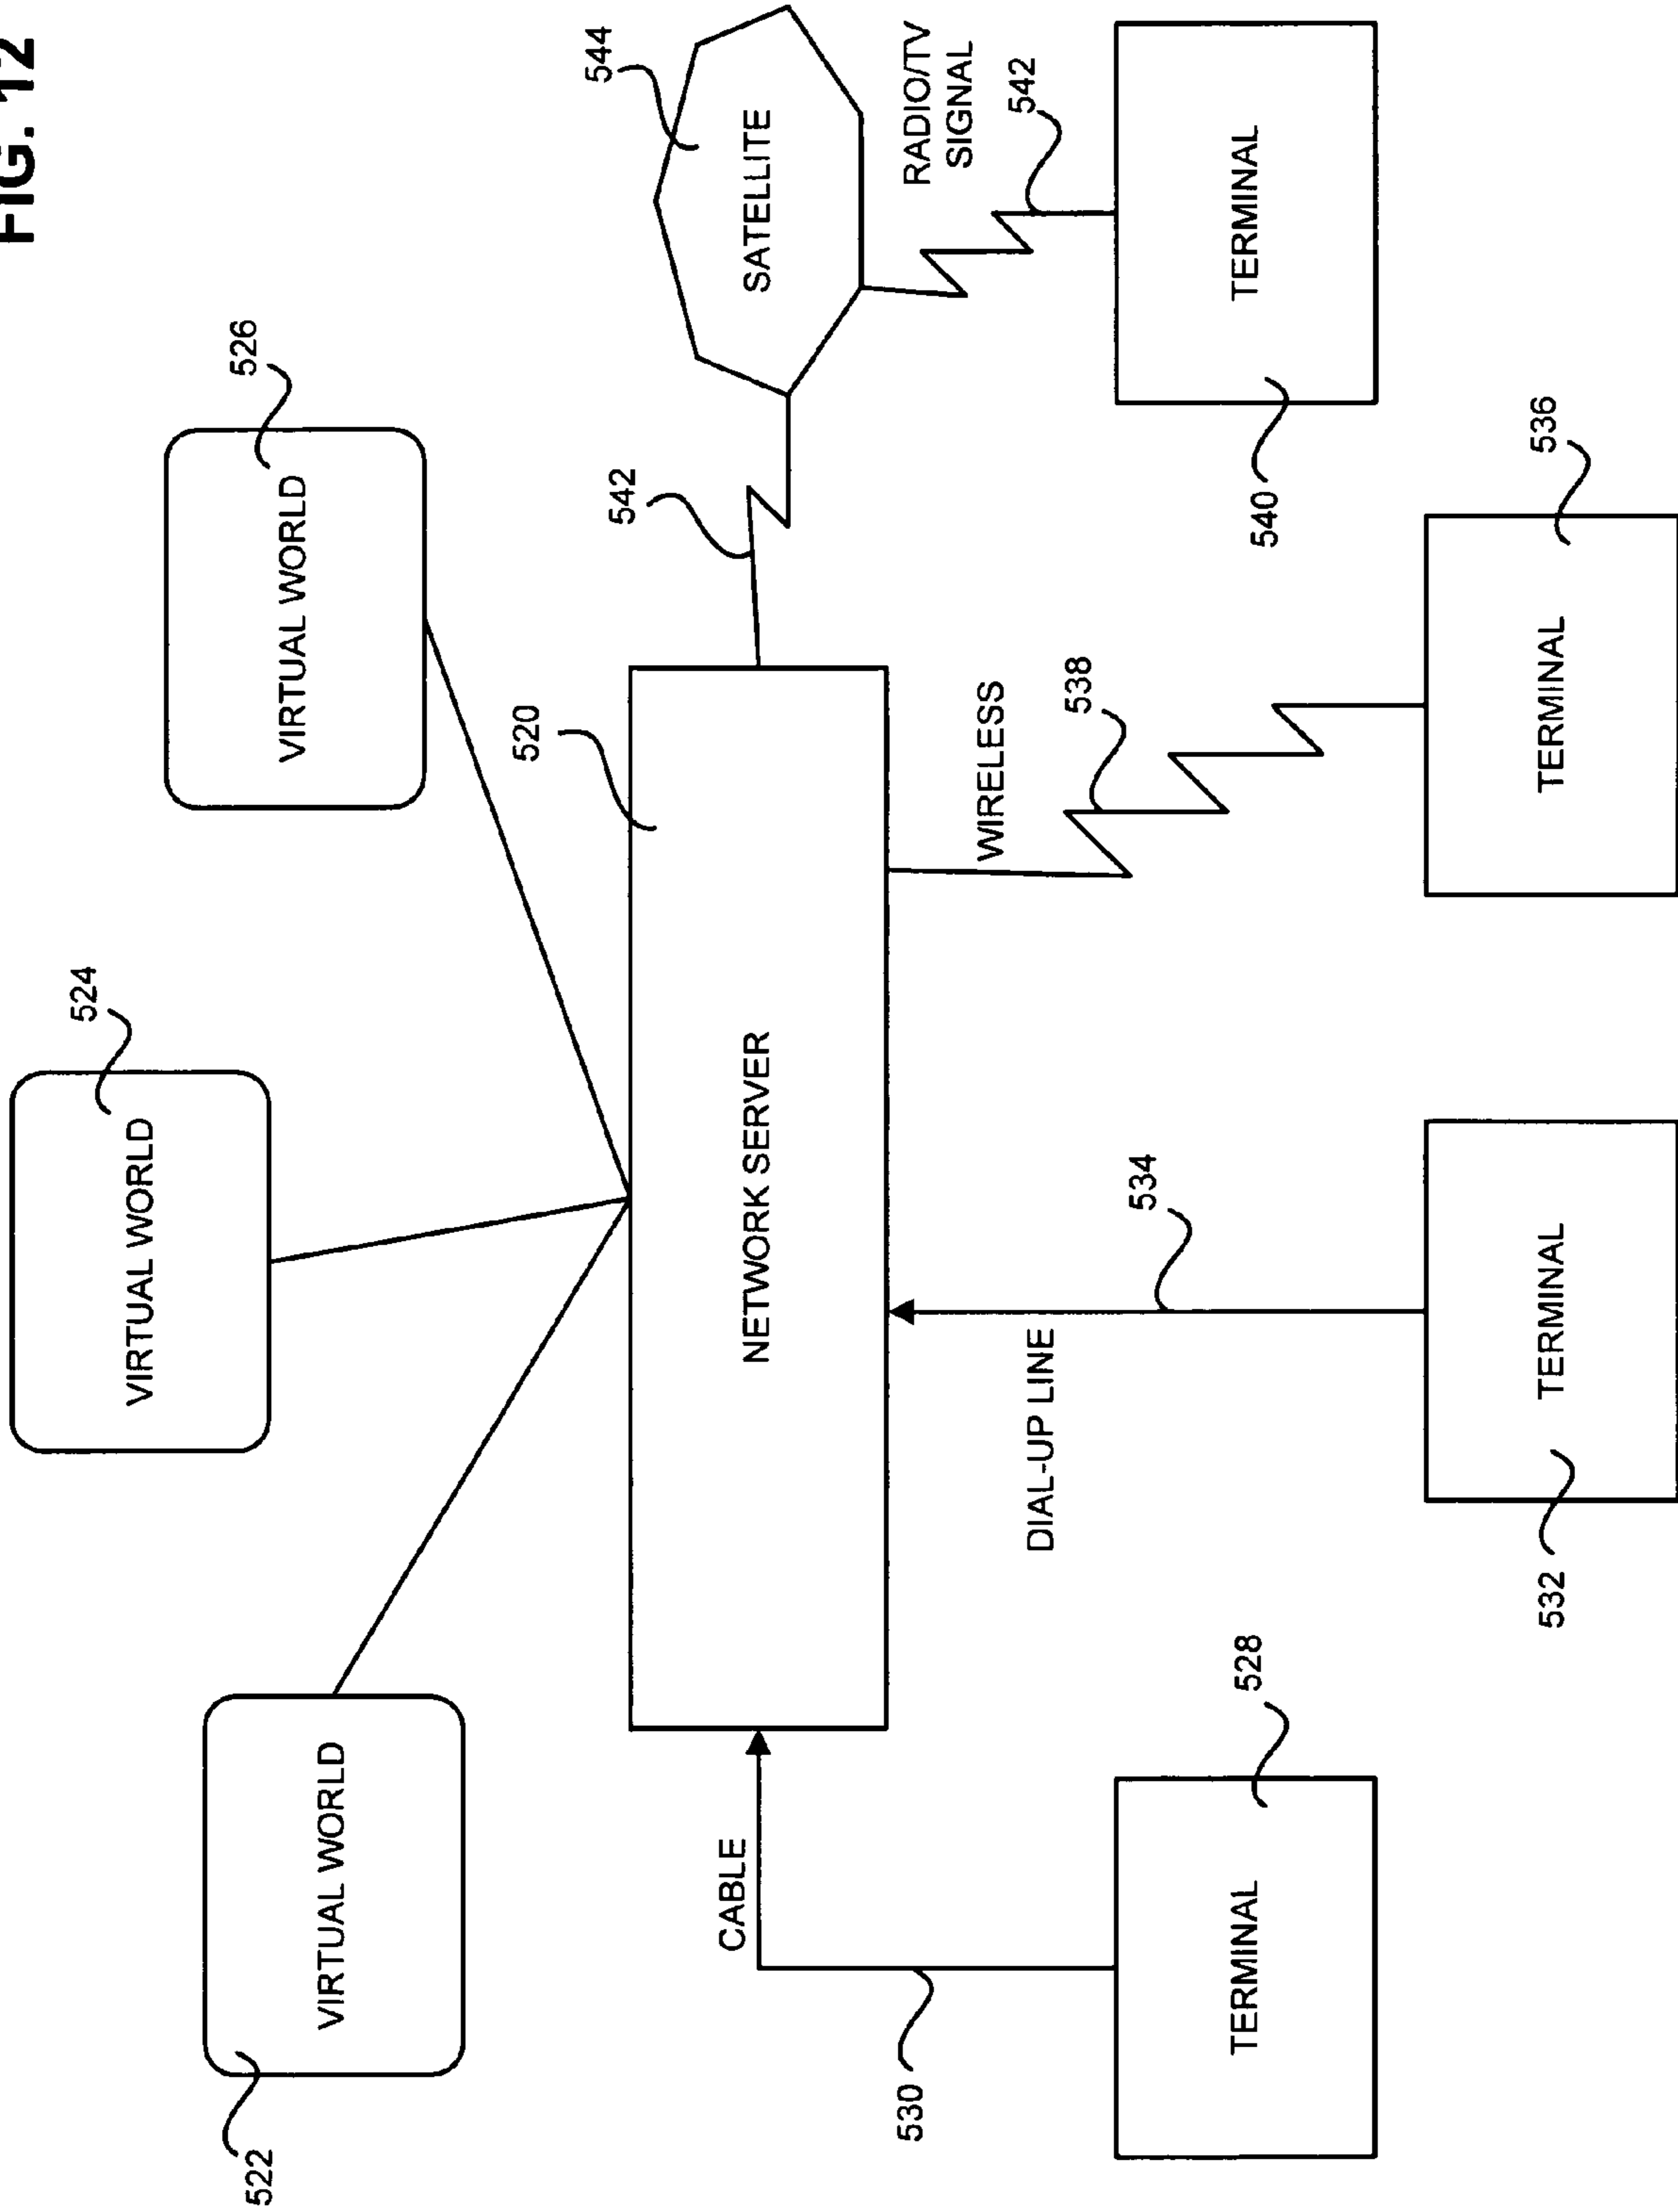 FIG. 12
524
VIRTUAL WORLD
526
VIRTUAL WORLD
522
VIRTUAL WORLD
544
SATELLITE
542
520
NETWORK SERVER
CABLE
RADIO/TV
SIGNAL
542
WIRELESS
538
534
DIAL-UP LINE
530
528
TERMINAL
TERMINAL
540
536
TERMINAL
TERMINAL
532